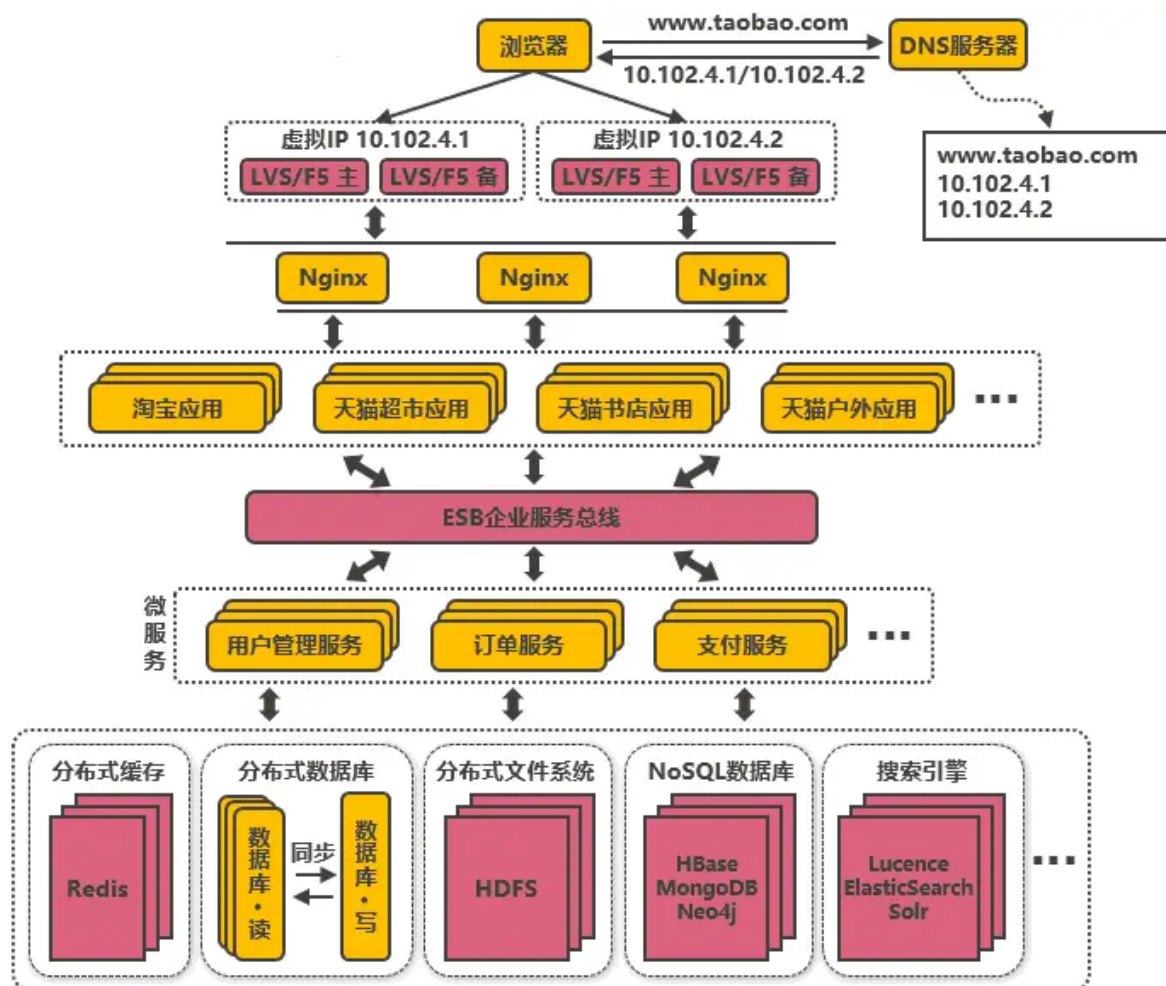 www.taobao.com
浏览器
DNS服务器
10.102.4.1/10.102.4.2
虚拟IP 10.102.4.1
虚拟IP 10.102.4.2
LVS/F5 主
LVS/F5 备
LVS/F5 主
LVS/F5 备
www.taobao.com
10.102.4.1
10.102.4.2
Nginx
Nginx
Nginx
淘宝应用
天猫超市应用
天猫书店应用
天猫户外应用
...
ESB企业服务总线
微服务
用户管理服务
订单服务
支付服务
...
分布式缓存
Redis
分布式数据库
数据库·读
同步
数据库·写
分布式文件系统
HDFS
NoSQL数据库
HBase
MongoDB
Neo4j
搜索引擎
Lucence
ElasticSearch
Solr
...